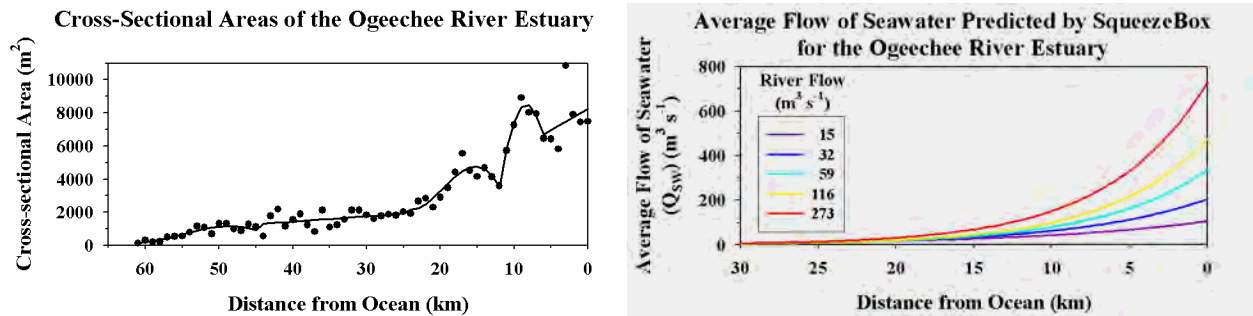 Cross-Sectional Areas of the Ogeechee River Estuary
Cross-sectional Area (m²)
10000
8000
6000
4000
2000
0
60 50 40 30 20 10 0
Distance from Ocean (km)
Average Flow of Seawater Predicted by SqueezeBox
for the Ogeechee River Estuary
Average Flow of Seawater
(Q_SW) (m³ s⁻¹)
800
600
400
200
0
River Flow
(m³ s⁻¹)
15
32
59
116
273
30 25 20 15 10 5 0
Distance from Ocean (km)